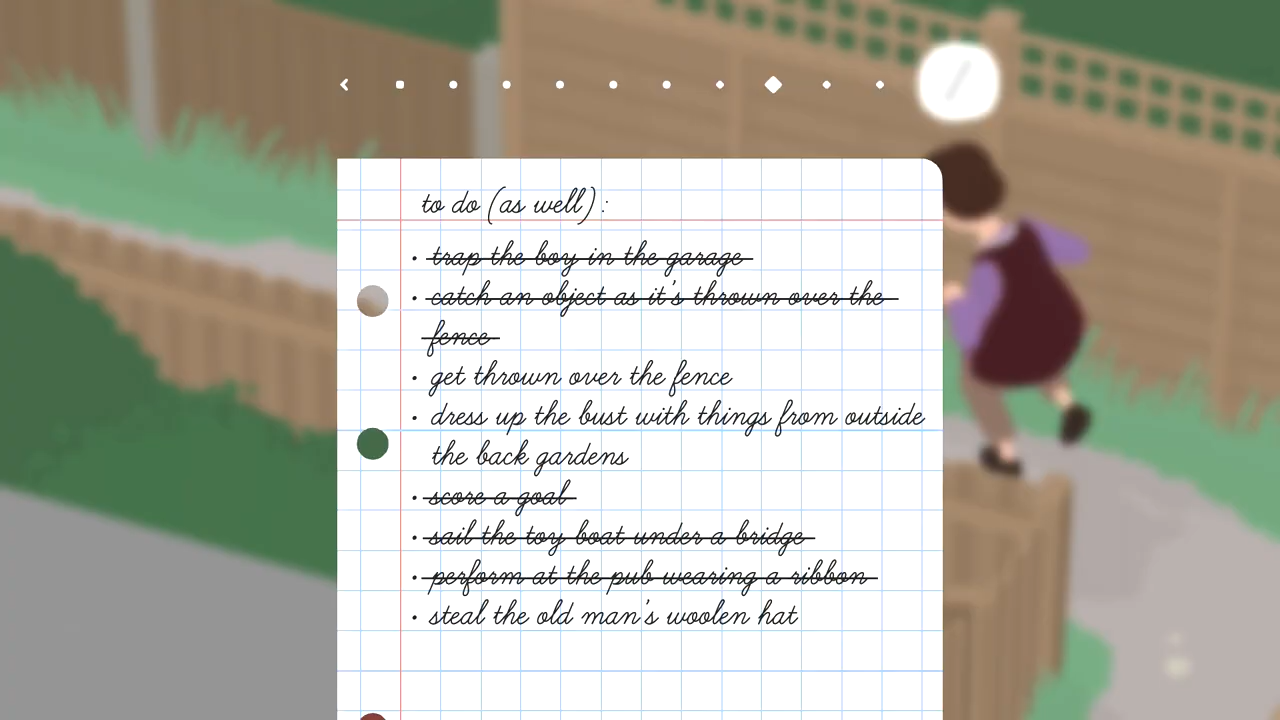 to do (as well) :
• trap the boy in the garage
• catch an object as it's thrown over the
fence
• get thrown over the fence
• dress up the bust with things from outside
the back gardens
• score a goal
• sail the toy boat under a bridge
• perform at the pub wearing a ribbon
• steal the old man's woolen hat